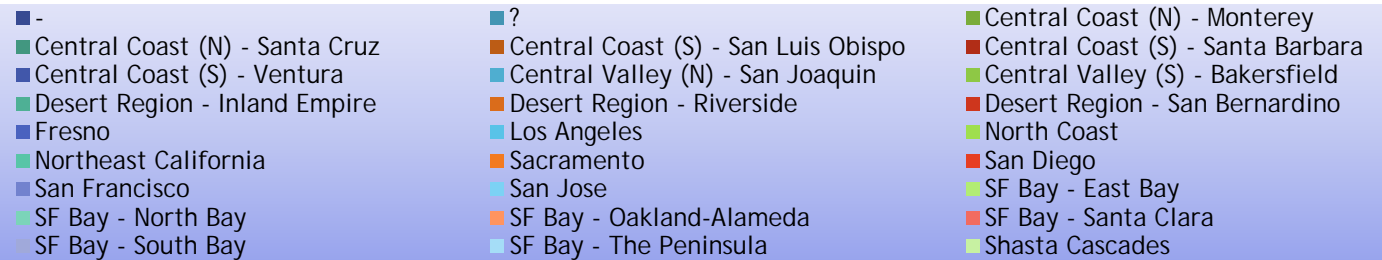 - ? Central Coast (N) - Monterey
Central Coast (N) - Santa Cruz Central Coast (S) - San Luis Obispo Central Coast (S) - Santa Barbara
Central Coast (S) - Ventura Central Valley (N) - San Joaquin Central Valley (S) - Bakersfield
Desert Region - Inland Empire Desert Region - Riverside Desert Region - San Bernardino
Fresno Los Angeles North Coast
Northeast California Sacramento San Diego
San Francisco San Jose SF Bay - East Bay
SF Bay - North Bay SF Bay - Oakland-Alameda SF Bay - Santa Clara
SF Bay - South Bay SF Bay - The Peninsula Shasta Cascades